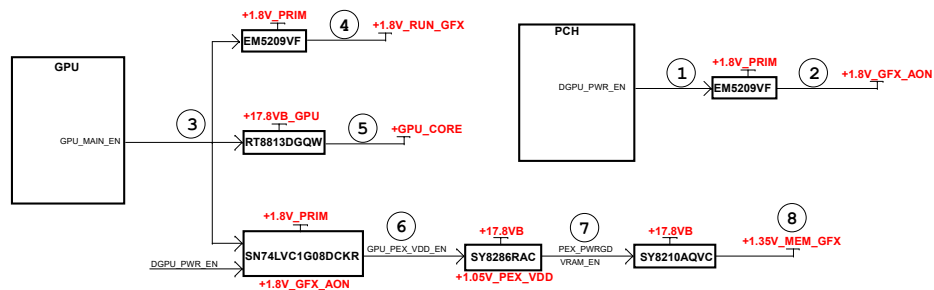 +1.8V_PRIM
④
+1.8V_RUN_GFX
EM5209VF
GPU
GPU_MAIN_EN
③
+17.8VB_GPU
RT8813DGQW
⑤
+GPU_CORE
+1.8V_PRIM
SN74LVC1G08DCKR
+1.8V_GFX_AON
DGPU_PWR_EN
⑥
GPU_PEX_VDD_EN
+17.8VB
SY8286RAC
+1.05V_PEX_VDD
⑦
PEX_PWRGD
VRAM_EN
+17.8VB
SY8210AQVC
⑧
+1.35V_MEM_GFX
PCH
DGPU_PWR_EN
①
+1.8V_PRIM
EM5209VF
②
+1.8V_GFX_AON